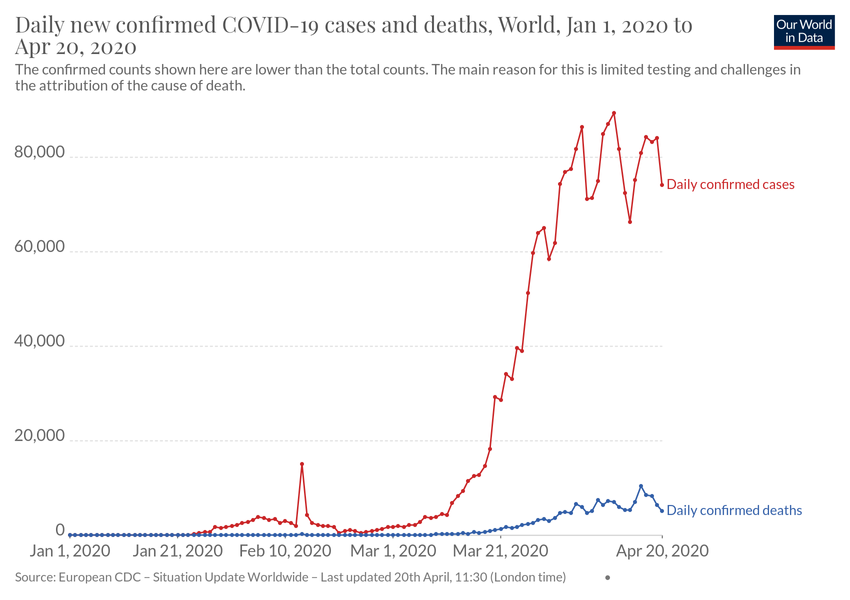 Daily new confirmed COVID-19 cases and deaths, World, Jan 1, 2020 to
Apr 20, 2020
Our World
in Data
The confirmed counts shown here are lower than the total counts. The main reason for this is limited testing and challenges in
the attribution of the cause of death.
80,000
Daily confirmed cases
60,000
40,000
20,000
Daily confirmed deaths
0
Jan 1, 2020 Jan 21, 2020 Feb 10, 2020 Mar 1, 2020 Mar 21, 2020 Apr 20, 2020
Source: European CDC – Situation Update Worldwide – Last updated 20th April, 11:30 (London time) •